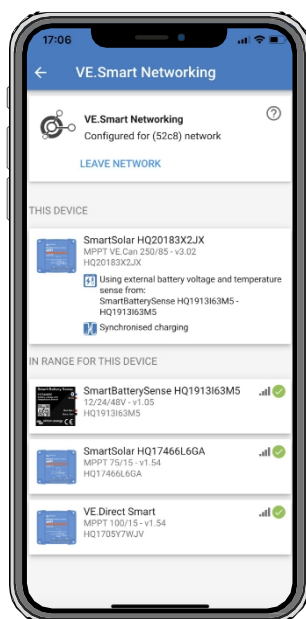 17:06
VE.Smart Networking
VE.Smart Networking
Configured for (52c8) network
LEAVE NETWORK
THIS DEVICE
SmartSolar HQ20183X2JX
MPPT VE.Can 250/85 - v3.02
HQ20183X2JX
Using external battery voltage and temperature
sense from:
SmartBatterySense HQ1913I63M5 -
HQ1913I63M5
Synchronised charging
IN RANGE FOR THIS DEVICE
SmartBatterySense HQ1913I63M5
12/24/48V - v1.05
HQ1913I63M5
SmartSolar HQ17466L6GA
MPPT 75/15 - v1.54
HQ17466L6GA
VE.Direct Smart
MPPT 100/15 - v1.54
HQ1705Y7WJV